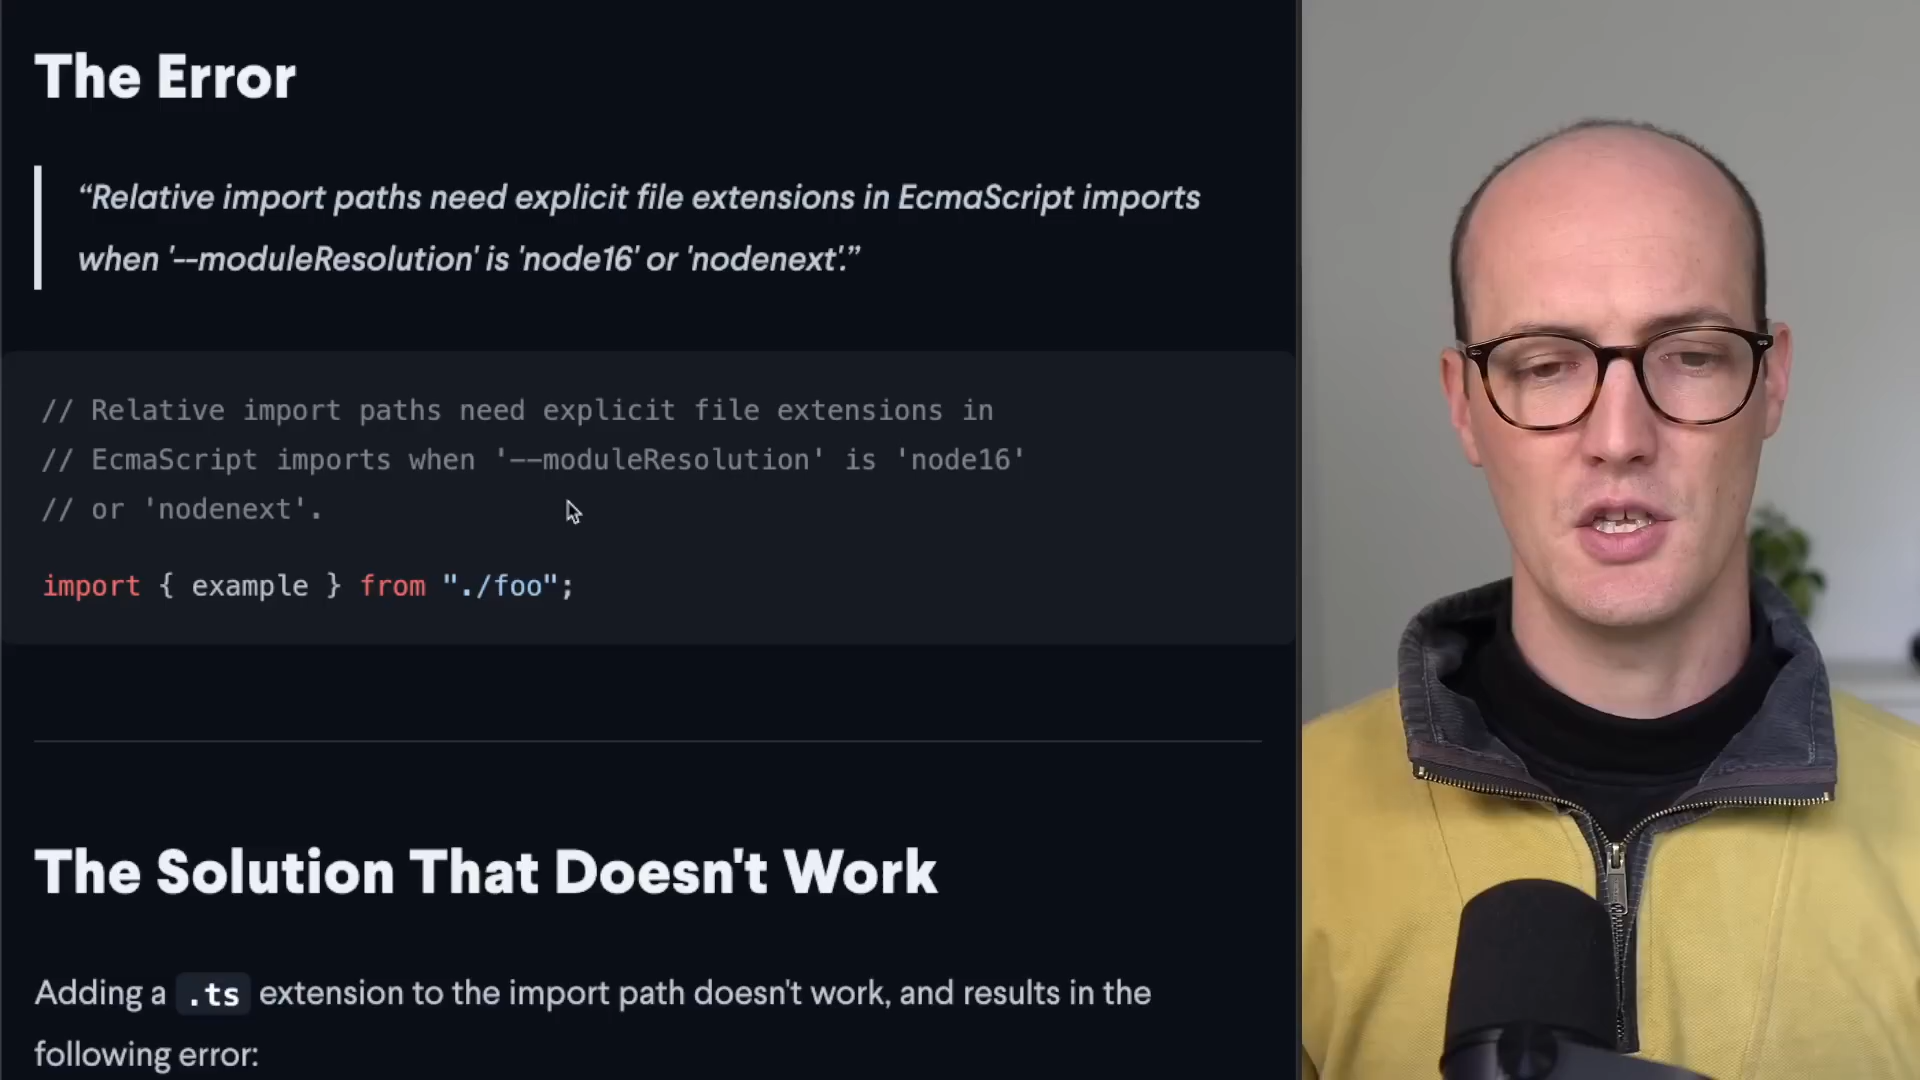 The Error
“Relative import paths need explicit file extensions in EcmaScript imports
when '--moduleResolution' is 'node16' or 'nodenext'.”
// Relative import paths need explicit file extensions in
// EcmaScript imports when '--moduleResolution' is 'node16'
// or 'nodenext'.
import { example } from "./foo";
The Solution That Doesn't Work
Adding a .ts extension to the import path doesn't work, and results in the
following error: